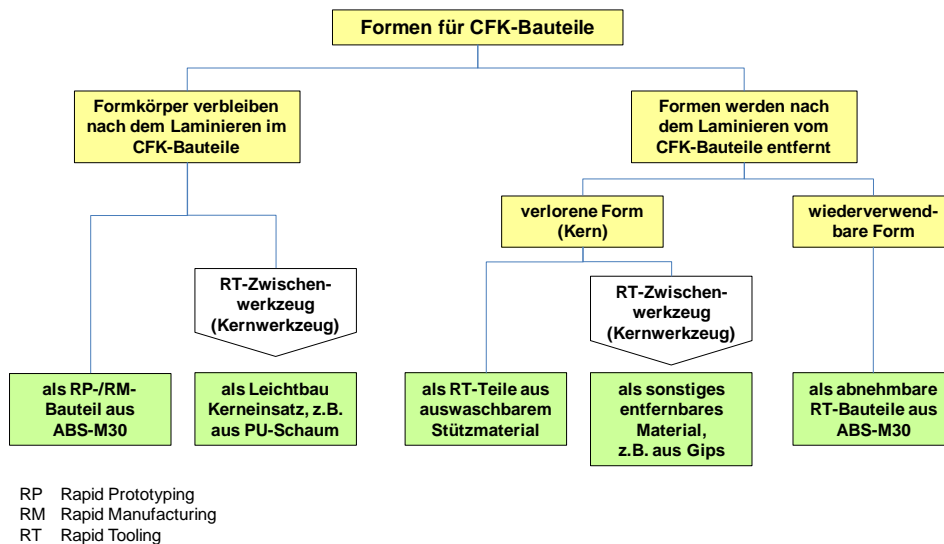 Formen für CFK-Bauteile
Formkörper verbleiben
nach dem Laminieren im
CFK-Bauteile
Formen werden nach
dem Laminieren vom
CFK-Bauteile entfernt
verlorene Form
(Kern)
wiederverwend-
bare Form
RT-Zwischen-
werkzeug
(Kernwerkzeug)
RT-Zwischen-
werkzeug
(Kernwerkzeug)
als RP-/RM-
Bauteil aus
ABS-M30
als Leichtbau
Kerneinsatz, z.B.
aus PU-Schaum
als RT-Teile aus
auswaschbarem
Stützmaterial
als sonstiges
entfernbares
Material,
z.B. aus Gips
als abnehmbare
RT-Bauteile aus
ABS-M30
RP Rapid Prototyping
RM Rapid Manufacturing
RT Rapid Tooling